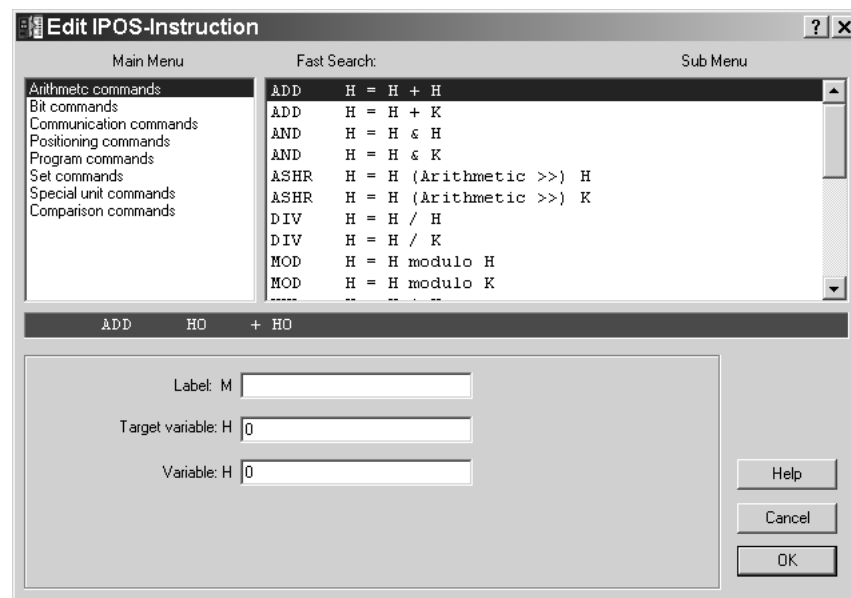 Edit IPOS-Instruction
Main Menu Fast Search: Sub Menu
Arithmetc commands
Bit commands
Communication commands
Positioning commands
Program commands
Set commands
Special unit commands
Comparison commands
ADD H = H + H
ADD H = H + K
AND H = H & H
AND H = H & K
ASHR H = H (Arithmetic >>) H
ASHR H = H (Arithmetic >>) K
DIV H = H / H
DIV H = H / K
MOD H = H modulo H
MOD H = H modulo K
ADD H0 + H0
Label: M
Target variable: H 0
Variable: H 0
Help
Cancel
OK